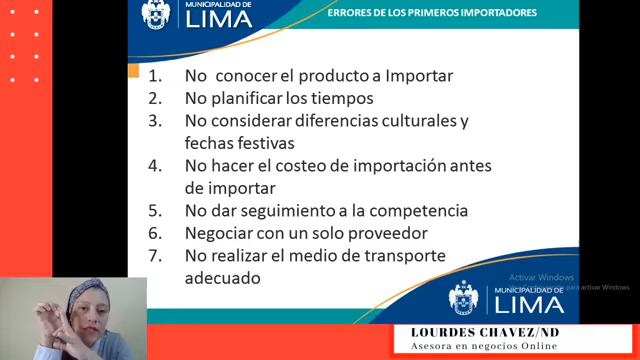 MUNICIPALIDAD DE
LIMA
ERRORES DE LOS PRIMEROS IMPORTADORES
1. No conocer el producto a Importar
2. No planificar los tiempos
3. No considerar diferencias culturales y
fechas festivas
4. No hacer el costeo de importación antes
de importar
5. No dar seguimiento a la competencia
6. Negociar con un solo proveedor
7. No realizar el medio de transporte
adecuado
Activar Windows
para activar Windows.
MUNICIPALIDAD DE
LIMA
LOURDES CHAVEZ/ND
Asesora en negocios Online